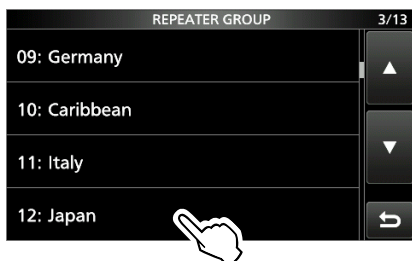 REPEATER GROUP 3/13
09: Germany
10: Caribbean
11: Italy
12: Japan